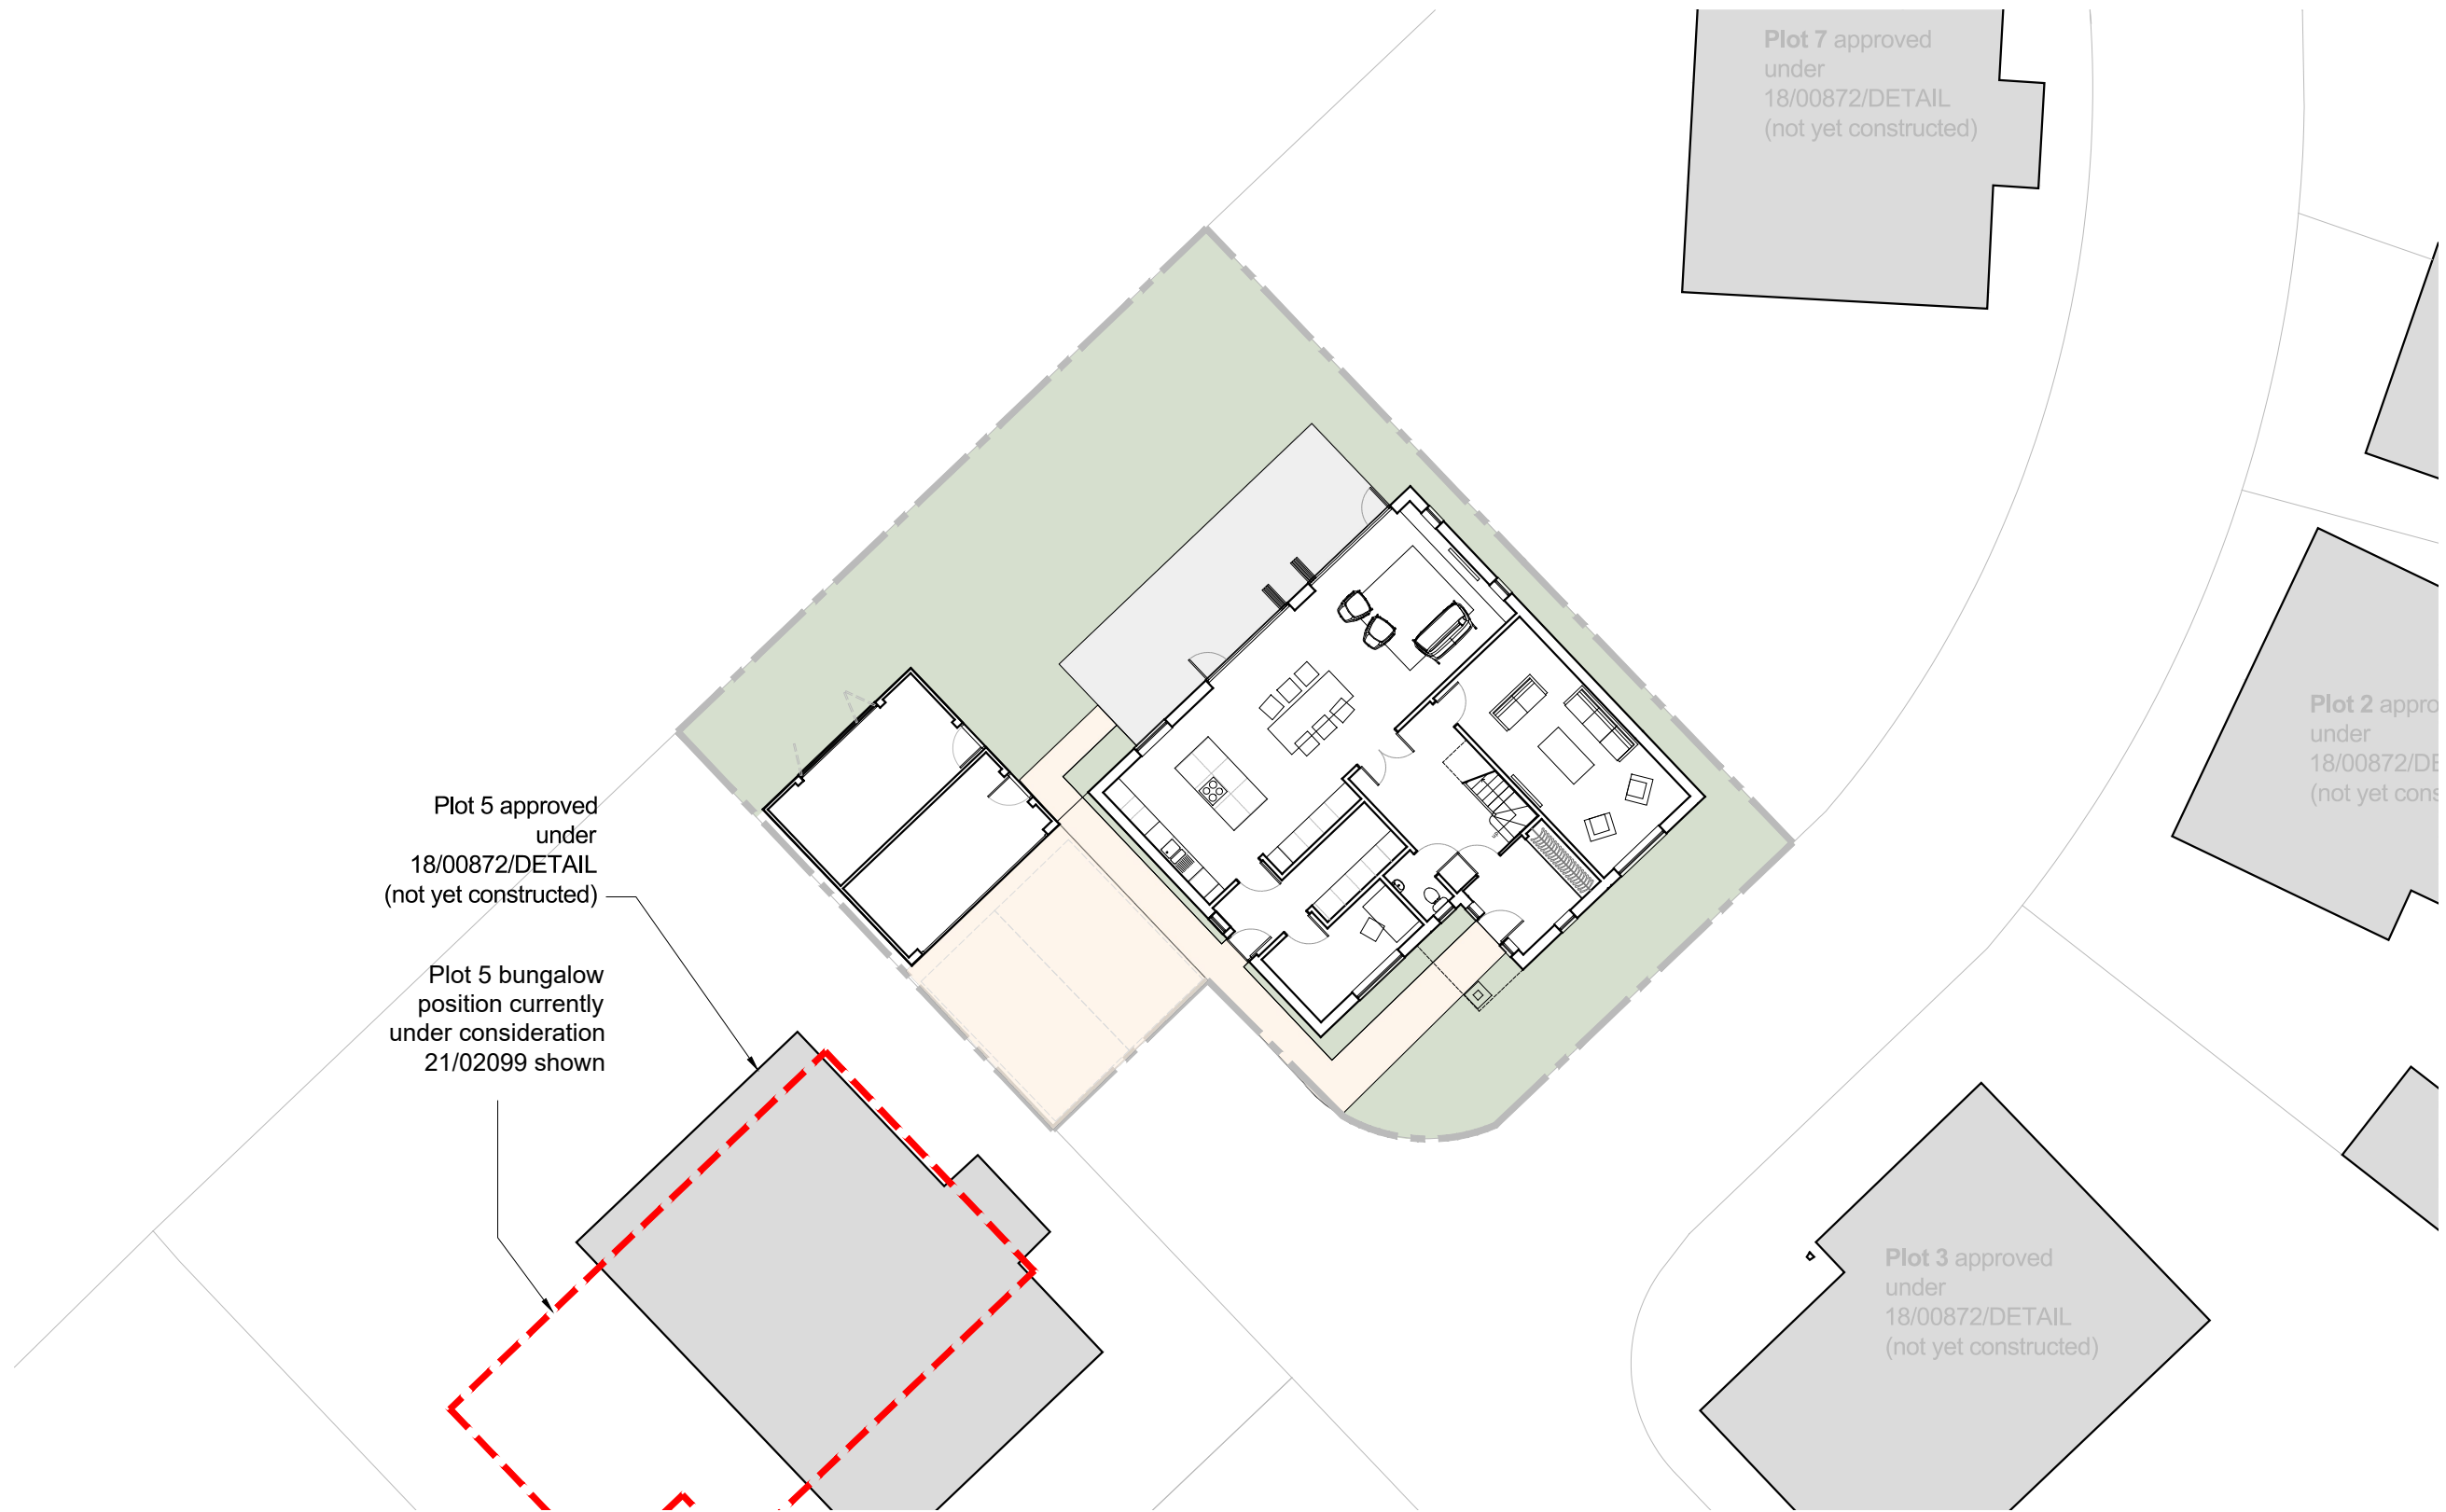 Plot 7 approved
under
18/00872/DETAIL
(not yet constructed)
Plot 2 appro
under
18/00872/DE
(not yet cons
Plot 5 approved
under
18/00872/DETAIL
(not yet constructed)
Plot 5 bungalow
position currently
under consideration
21/02099 shown
Plot 3 approved
under
18/00872/DETAIL
(not yet constructed)